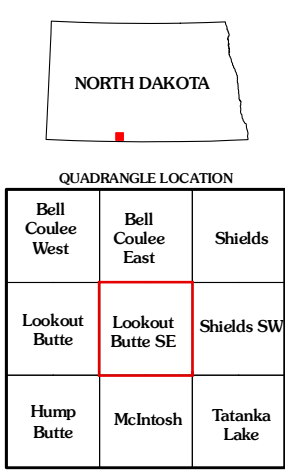 NORTH DAKOTA
QUADRANGLE LOCATION
Bell
Coulee
West
Bell
Coulee
East
Shields
Lookout
Butte
Lookout
Butte SE
Shields SW
Hump
Butte
McIntosh
Tatanka
Lake